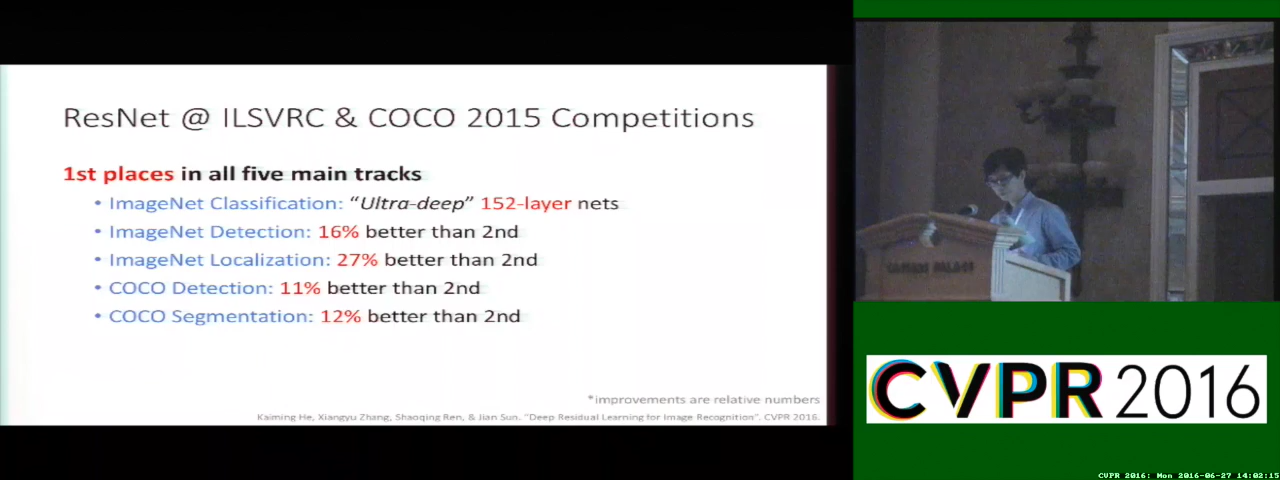 ResNet @ ILSVRC & COCO 2015 Competitions
1st places in all five main tracks
• ImageNet Classification: “Ultra-deep” 152-layer nets
• ImageNet Detection: 16% better than 2nd
• ImageNet Localization: 27% better than 2nd
• COCO Detection: 11% better than 2nd
• COCO Segmentation: 12% better than 2nd
*improvements are relative numbers
Kaiming He, Xiangyu Zhang, Shaoqing Ren, & Jian Sun. “Deep Residual Learning for Image Recognition”. CVPR 2016.
CVPR 2016
CVPR 2016: Mon 2016-06-27 14:02:15